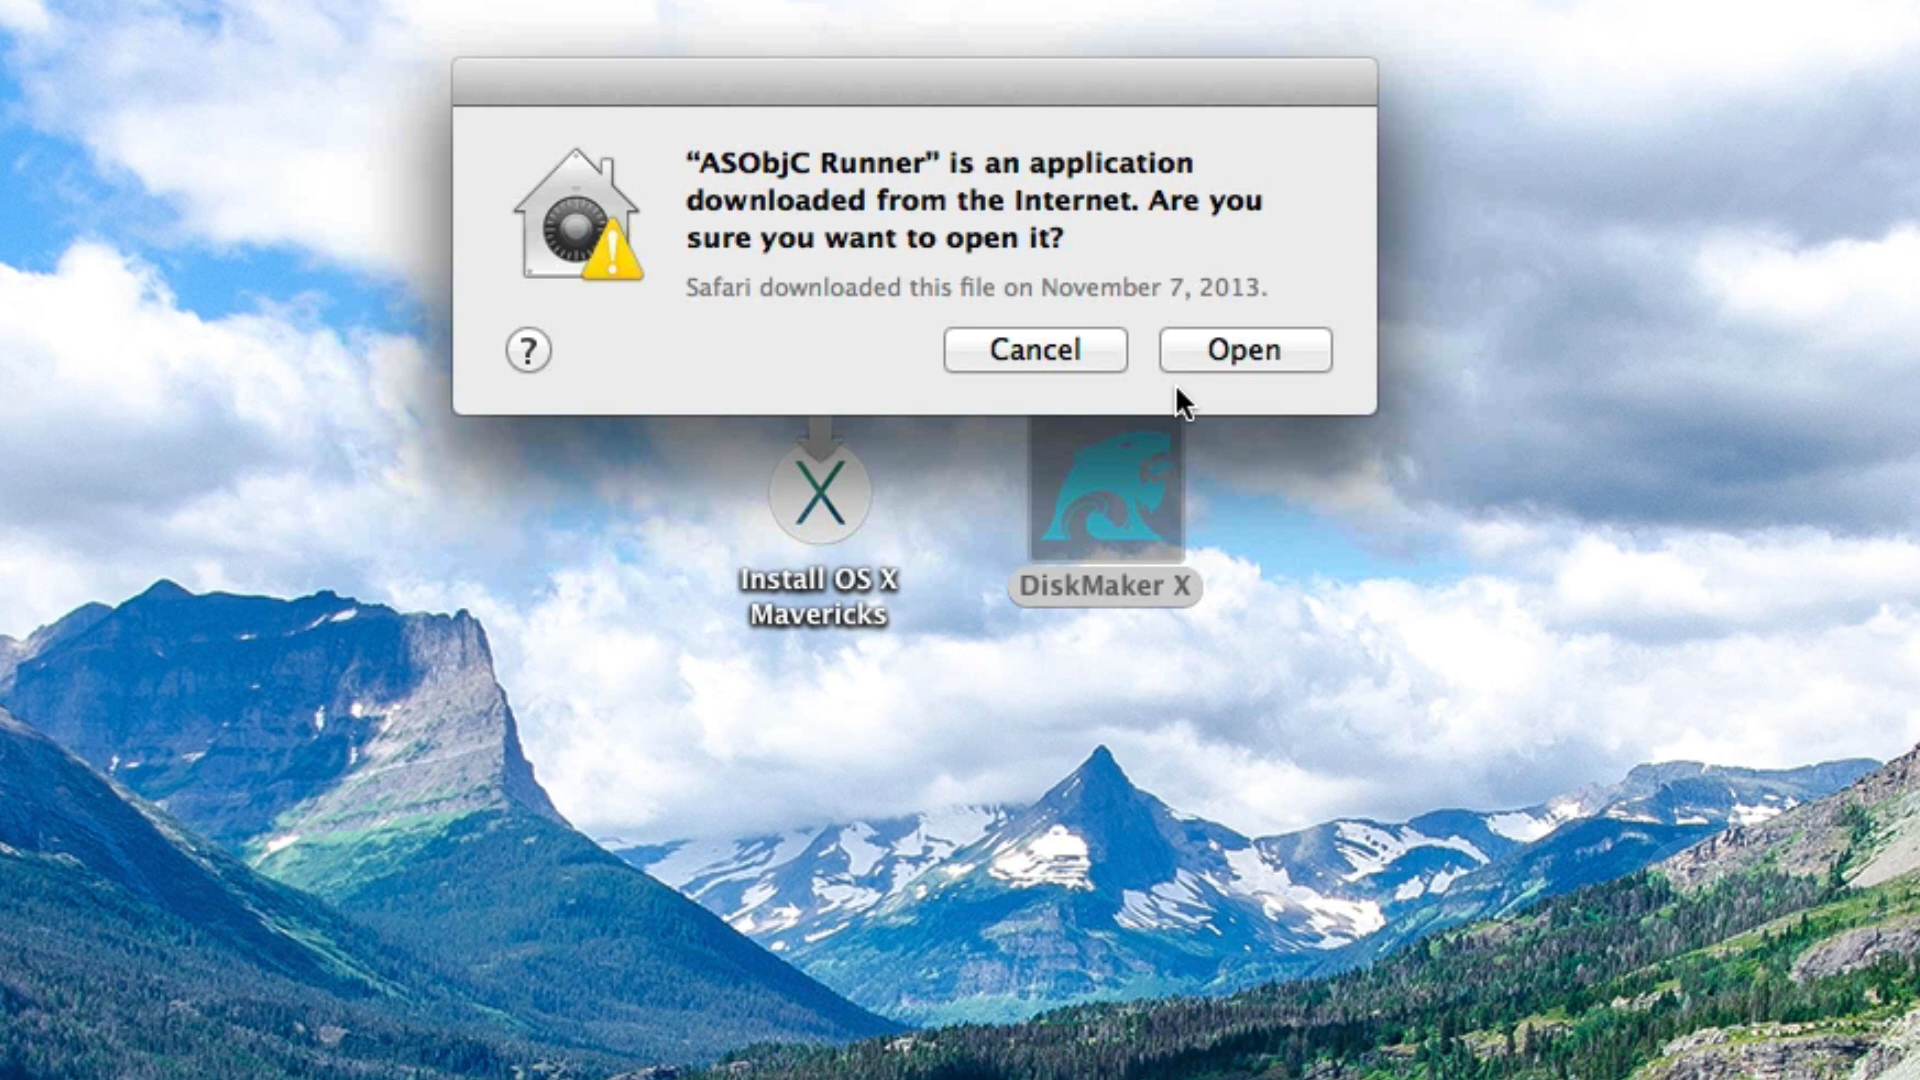 “ASObjC Runner” is an application
downloaded from the Internet. Are you
sure you want to open it?
Safari downloaded this file on November 7, 2013.
?
Cancel
Open
Install OS X
Mavericks
DiskMaker X